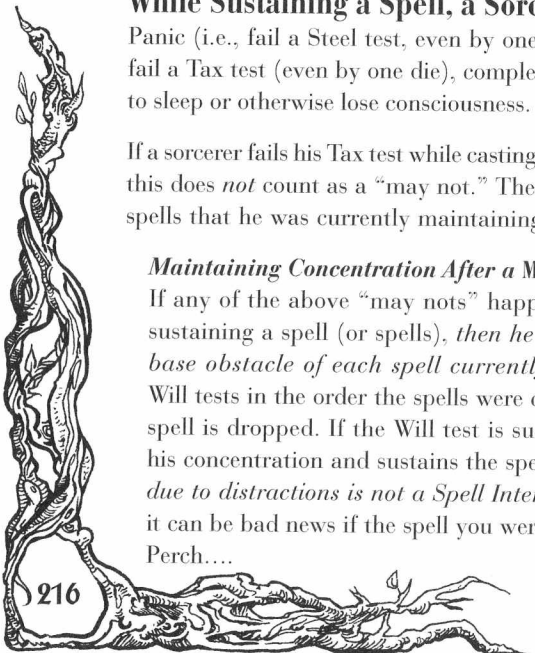 While Sustaining a Spell, a Sorc
Panic (i.e., fail a Steel test, even by one
fail a Tax test (even by one die), comple
to sleep or otherwise lose consciousness.
If a sorcerer fails his Tax test while casting
this does not count as a “may not.” The
spells that he was currently maintaining
Maintaining Concentration After a M
If any of the above “may nots” happ
sustaining a spell (or spells), then he
base obstacle of each spell currently
Will tests in the order the spells were c
spell is dropped. If the Will test is su
his concentration and sustains the spe
due to distractions is not a Spell Inte
it can be bad news if the spell you wer
Perch....
216